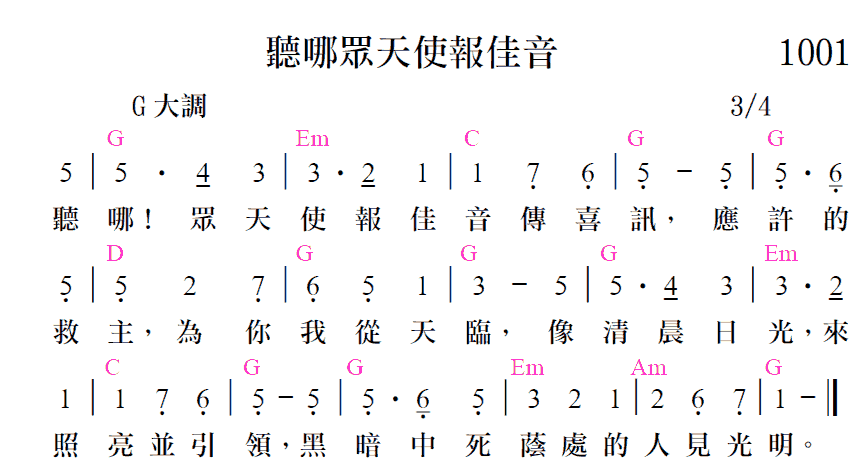 聽哪眾天使報佳音 1001
G 大調 3/4
G Em C G G
5 | 5 · 4 3 | 3 · 2 1 | 1 7 6 | 5 - 5 | 5 · 6
聽 哪! 眾 天 使 報 佳 音 傳 喜 訊, 應 許 的
D G G G Em
5 | 5 2 7 | 6 5 1 | 3 - 5 | 5 · 4 3 | 3 · 2
救 主, 為 你 我 從 天 臨, 像 清 晨 日 光, 來
C G G Em Am G
1 | 1 7 6 | 5 - 5 | 5 · 6 5 | 3 2 1 | 2 6 7 | 1 - ‖
照 亮 並 引 領, 黑 暗 中 死 蔭 處 的 人 見 光 明。